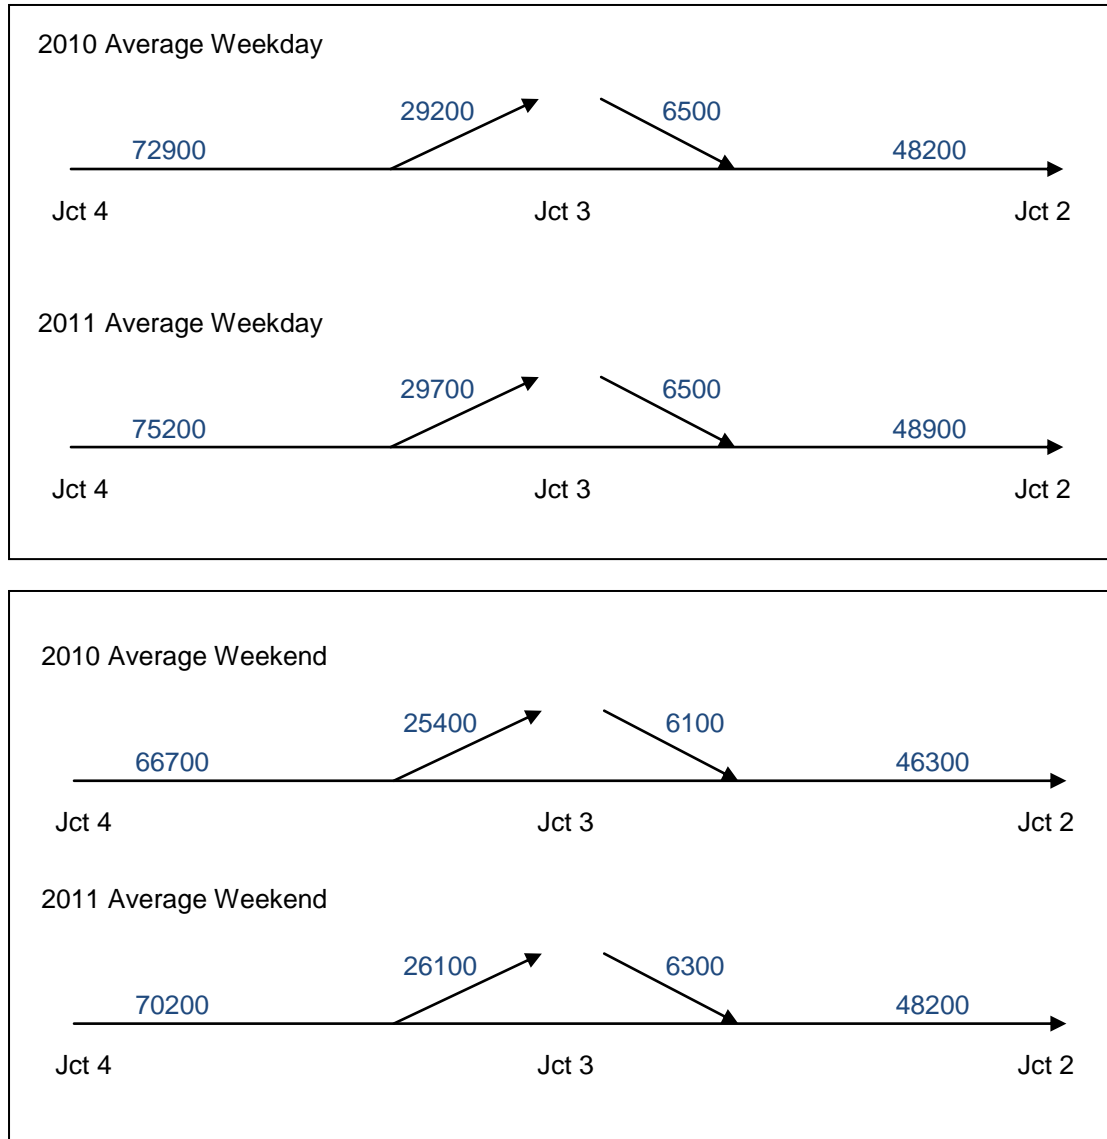 2010 Average Weekday
29200 6500
72900 48200
Jct 4 Jct 3 Jct 2
2011 Average Weekday
29700 6500
75200 48900
Jct 4 Jct 3 Jct 2
2010 Average Weekend
25400 6100
66700 46300
Jct 4 Jct 3 Jct 2
2011 Average Weekend
26100 6300
70200 48200
Jct 4 Jct 3 Jct 2